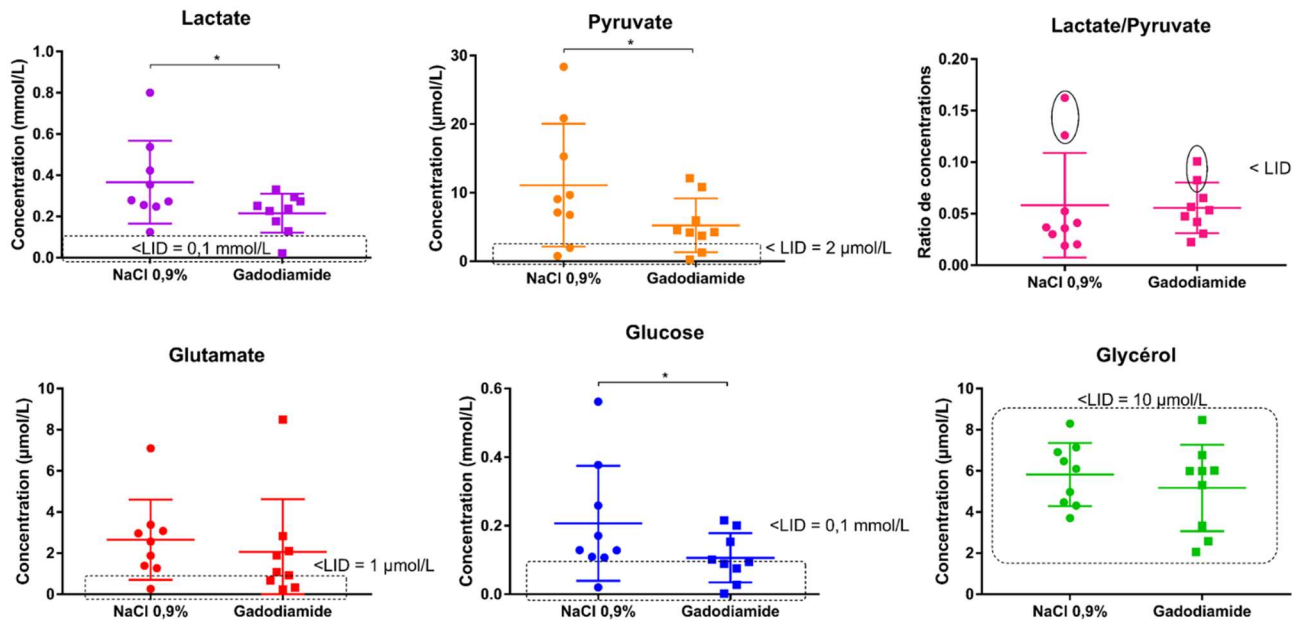 Lactate
Concentration (mmol/L)
1.0
0.8
0.6
0.4
0.2
0.0
*
<LID = 0,1 mmol/L
NaCl 0,9%
Gadodiamide
Pyruvate
Concentration (µmol/L)
30
20
10
0
*
< LID = 2 µmol/L
NaCl 0,9%
Gadodiamide
Lactate/Pyruvate
Ratio de concentrations
0.20
0.15
0.10
0.05
0.00
< LID
NaCl 0,9%
Gadodiamide
Glutamate
Concentration (µmol/L)
10
8
6
4
2
0
<LID = 1 µmol/L
NaCl 0,9%
Gadodiamide
Glucose
Concentration (mmol/L)
0.6
0.4
0.2
0.0
*
<LID = 0,1 mmol/L
NaCl 0,9%
Gadodiamide
Glycérol
Concentration (µmol/L)
10
8
6
4
2
0
<LID = 10 µmol/L
NaCl 0,9%
Gadodiamide